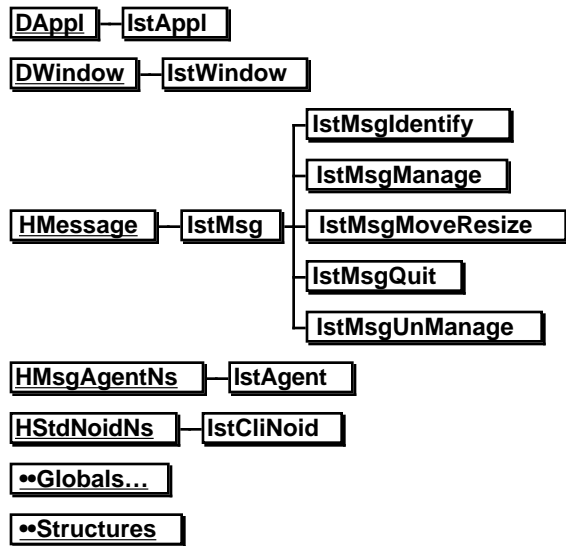 DAppl IstAppl
DWindow IstWindow
IstMsgIdentify
IstMsgManage
HMessage IstMsg IstMsgMoveResize
IstMsgQuit
IstMsgUnManage
HMsgAgentNs IstAgent
HStdNoidNs IstCliNoid
••Globals…
••Structures